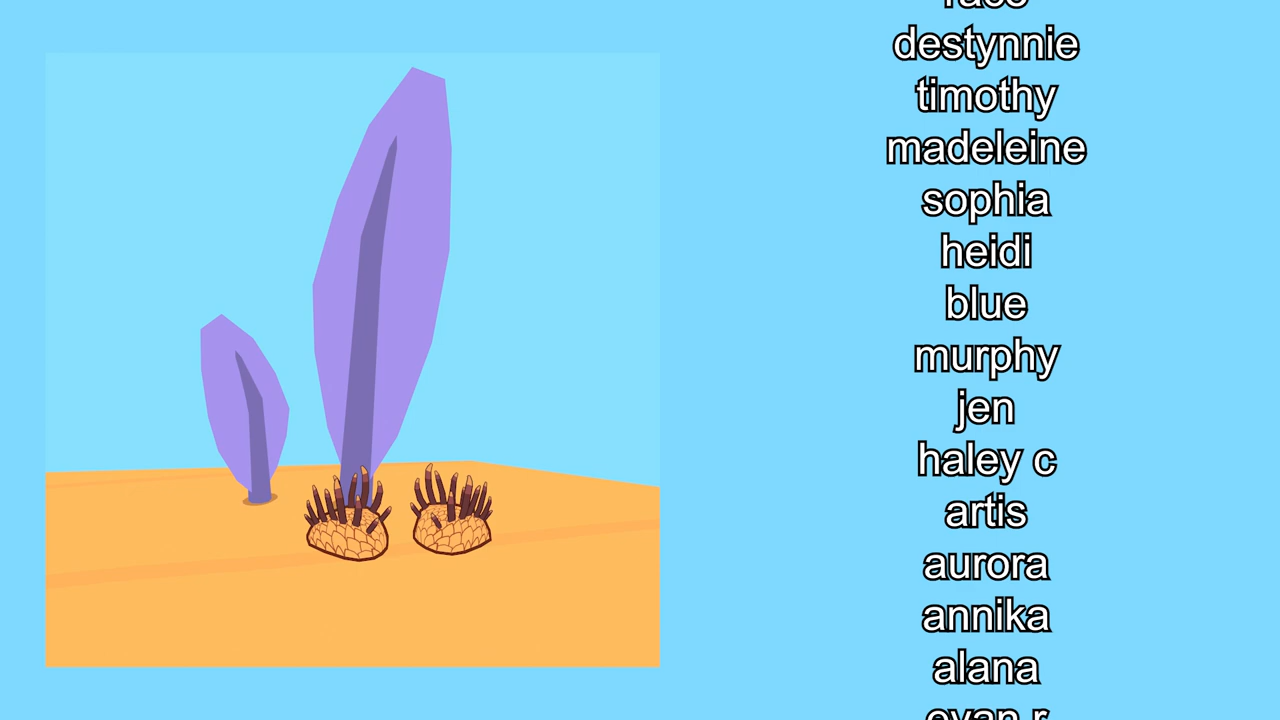 destynnie
timothy
madeleine
sophia
heidi
blue
murphy
jen
haley c
artis
aurora
annika
alana